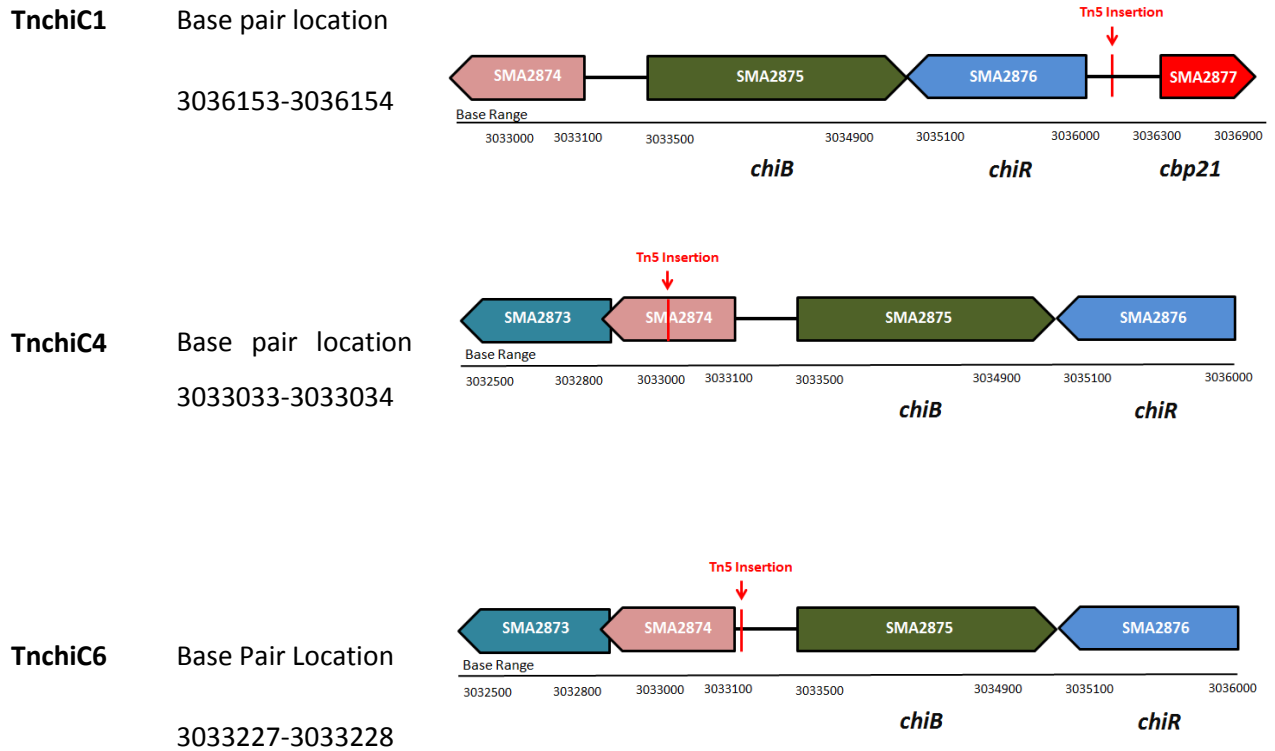 TnchiC1 Base pair location
3036153-3036154
Tn5 Insertion
SMA2874 SMA2875 SMA2876 SMA2877
Base Range
3033000 3033100 3033500 3034900 3035100 3036000 3036300 3036900
chiB chiR cbp21
TnchiC4 Base pair location
3033033-3033034
Tn5 Insertion
SMA2873 SMA2874 SMA2875 SMA2876
Base Range
3032500 3032800 3033000 3033100 3033500 3034900 3035100 3036000
chiB chiR
TnchiC6 Base Pair Location
3033227-3033228
Tn5 Insertion
SMA2873 SMA2874 SMA2875 SMA2876
Base Range
3032500 3032800 3033000 3033100 3033500 3034900 3035100 3036000
chiB chiR